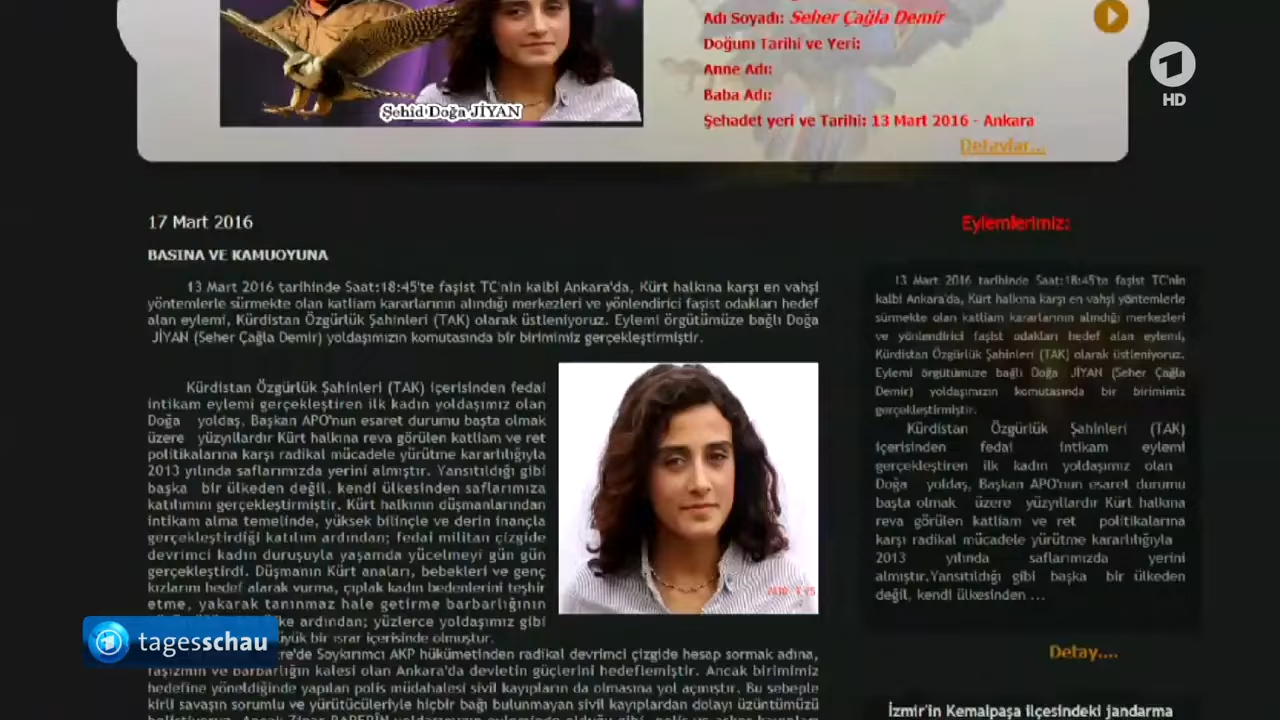 Adı Soyadı: Seher Çağla Demir
Doğum Tarihi ve Yeri:
Anne Adı:
Baba Adı:
Şehadet yeri ve Tarihi: 13 Mart 2016 - Ankara
Detaylar...
Şehid Doğa JİYAN
1
HD
17 Mart 2016
BASINA VE KAMUOYUNA
13 Mart 2016 tarihinde Saat:18:45'te faşist TC'nin kalbi Ankara'da, Kürt halkına karşı en vahşi
yöntemlerle sürmekte olan katliam kararlarının alındığı merkezleri ve yönlendirici faşist odakları hedef
alan eylemi, Kürdistan Özgürlük Şahinleri (TAK) olarak üstleniyoruz. Eylemi örgütümüze bağlı Doğa
JİYAN (Seher Çağla Demir) yoldaşımızın komutasında bir birimimiz gerçekleştirmiştir.
Kürdistan Özgürlük Şahinleri (TAK) içerisinden fedai
intikam eylemi gerçekleştiren ilk kadın yoldaşımız olan
Doğa yoldaş, Başkan APO'nun esaret durumu başta olmak
üzere yüzyıllardır Kürt halkına reva görülen katliam ve ret
politikalarına karşı radikal mücadele yürütme kararlılığıyla
2013 yılında saflarımızda yerini almıştır. Yansıtıldığı gibi
başka bir ülkeden değil, kendi ülkesinden saflarımıza
katılımını gerçekleştirmiştir. Kürt halkının düşmanlarından
intikam alma temelinde, yüksek bilinçle ve derin inançla
gerçekleştirdiği katılım ardından; fedai militan çizgide
devrimci kadın duruşuyla yaşamda yücelmeyi gün gün
gerçekleştirdi. Düşmanın Kürt anaları, bebekleri ve genç
kızlarını hedef alarak vurma, çıplak kadın bedenlerini teşhir
etme, yakarak tanınmaz hale getirme barbarlığının
ardından; yüzlerce yoldaşımız gibi
büyük bir ısrar içerisinde olmuştur.
Soykırımcı AKP hükümetinden radikal devrimci çizgide hesap sormak adına,
faşizmin ve barbarlığın kalesi olan Ankara'da devletin güçlerini hedeflemiştir. Ancak birimimiz
hedefine yöneldiğinde yapılan polis müdahalesi sivil kayıpların da olmasına yol açmıştır. Bu sebeple
kirli savaşın sorumlu ve yürütücüleriyle hiçbir bağı bulunmayan sivil kayıplardan dolayı üzüntümüzü
Eylemlerimiz:
13 Mart 2016 tarihinde Saat:18:45'te faşist TC'nin
kalbi Ankara'da, Kürt halkına karşı en vahşi yöntemlerle
sürmekte olan katliam kararlarının alındığı merkezleri
ve yönlendirici faşist odakları hedef alan eylemi,
Kürdistan Özgürlük Şahinleri (TAK) olarak üstleniyoruz.
Eylemi örgütümüze bağlı Doğa JİYAN (Seher Çağla
Demir) yoldaşımızın komutasında bir birimimiz
gerçekleştirmiştir.
Kürdistan Özgürlük Şahinleri (TAK)
içerisinden fedai intikam eylemi
gerçekleştiren ilk kadın yoldaşımız olan
Doğa yoldaş, Başkan APO'nun esaret durumu
başta olmak üzere yüzyıllardır Kürt halkına
reva görülen katliam ve ret politikalarına
karşı radikal mücadele yürütme kararlılığıyla
2013 yılında saflarımızda yerini
almıştır.Yansıtıldığı gibi başka bir ülkeden
değil, kendi ülkesinden ...
Detay....
İzmir'in Kemalpaşa ilçesindeki jandarma
1 tagesschau